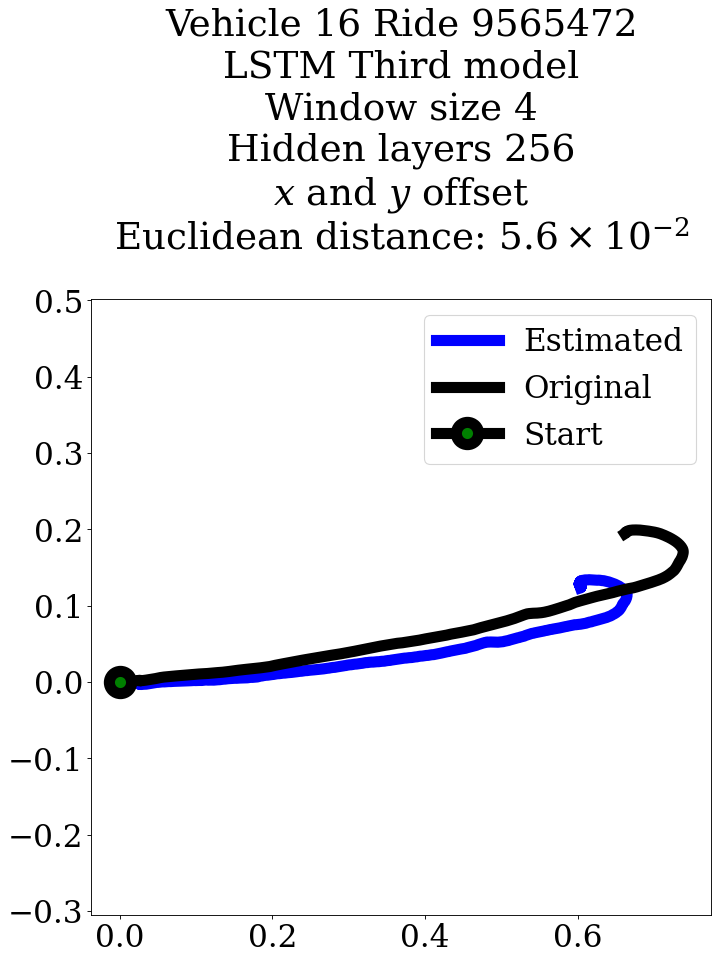 Vehicle 16 Ride 9565472
LSTM Third model
Window size 4
Hidden layers 256
x and y offset
Euclidean distance: 5.6 × 10⁻²
Estimated
Original
Start
0.5
0.4
0.3
0.2
0.1
0.0
−0.1
−0.2
−0.3
0.0 0.2 0.4 0.6